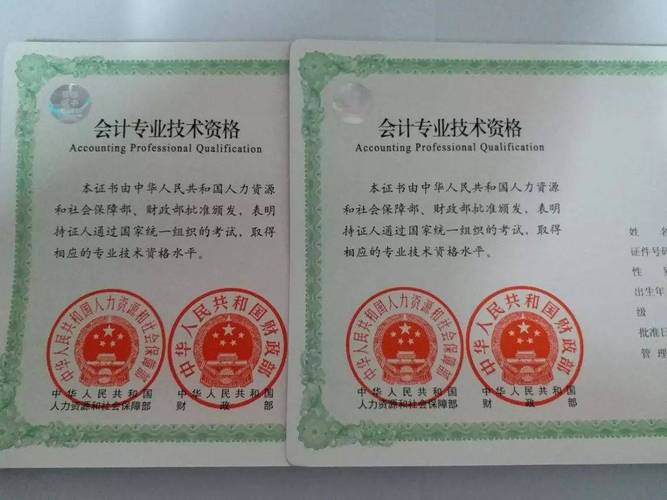 会计专业技术资格
Accounting Professional Qualification
本证书由中华人民共和国人力资源
和社会保障部、财政部批准颁发，表明
持证人通过国家统一组织的考试，取得
相应的专业技术资格水平。
中华人民共和国人力资源和社会保障部
中华人民共和国财政部
中华人民共和国
人力资源和社会保障部
中华人民共和国
财政部
会计专业技术资格
Accounting Professional Qualification
本证书由中华人民共和国人力资源
和社会保障部、财政部批准颁发，表明
持证人通过国家统一组织的考试，取得
相应的专业技术资格水平。
中华人民共和国人力资源和社会保障部
中华人民共和国财政部
中华人民共和国
人力资源和社会保障部
中华人民共和国
财政部
姓名
证件号码
性
出生年
级
批准日
管理